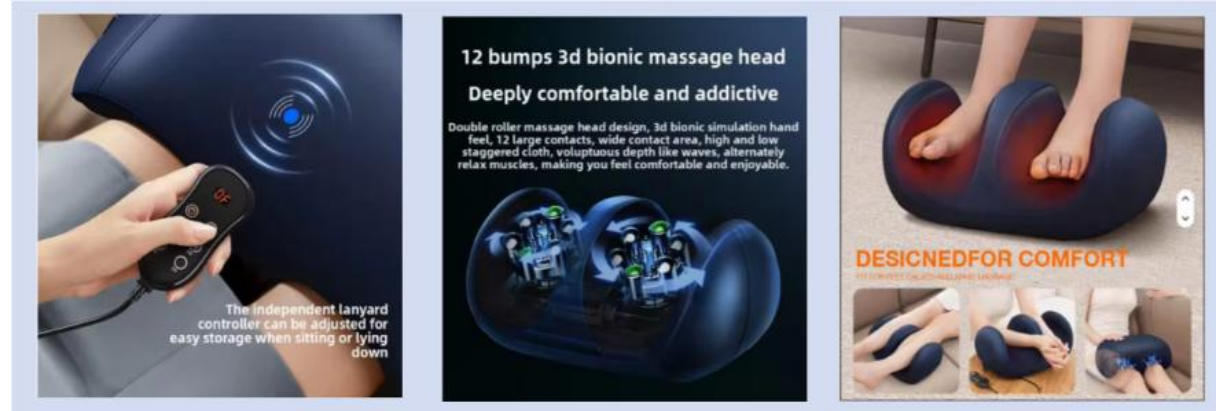 The independent lanyard
controller can be adjusted for
easy storage when sitting or lying
down
12 bumps 3d bionic massage head
Deeply comfortable and addictive
Double roller massage head design, 3d bionic simulation hand
feel, 12 large contacts, wide contact area, high and low
staggered cloth, voluptuous depth like waves, alternately
relax muscles, making you feel comfortable and enjoyable.
DESICNEDFOR COMFORT